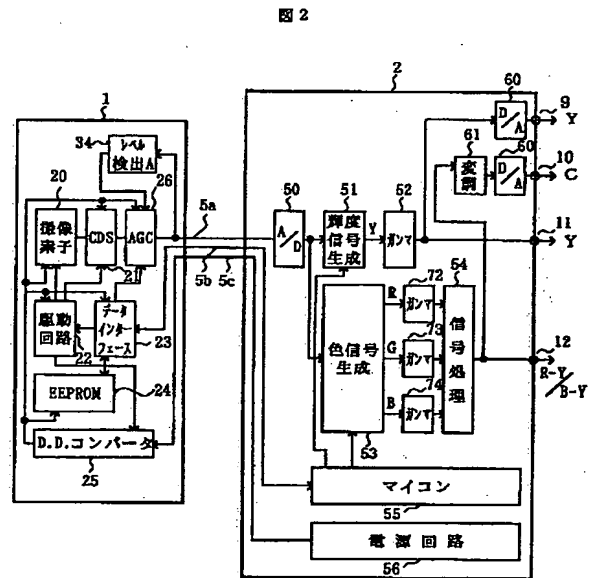 図2
1
2
34
レベル
検出A
20
撮像
素子
CDS
21
26
AGC
5a
5b
5c
駆動
回路
22
データ
インター
フェース
23
EEPROM
24
D.D.コンバータ
25
50
A/D
51
輝度
信号
生成
Y
52
ガンマ
60
D/A
9
Y
61
変調
60
D/A
10
C
11
Y
色信号
生成
53
R
72
ガンマ
G
73
ガンマ
B
74
ガンマ
54
信号処理
12
R-Y/B-Y
マイコン
55
電源回路
56